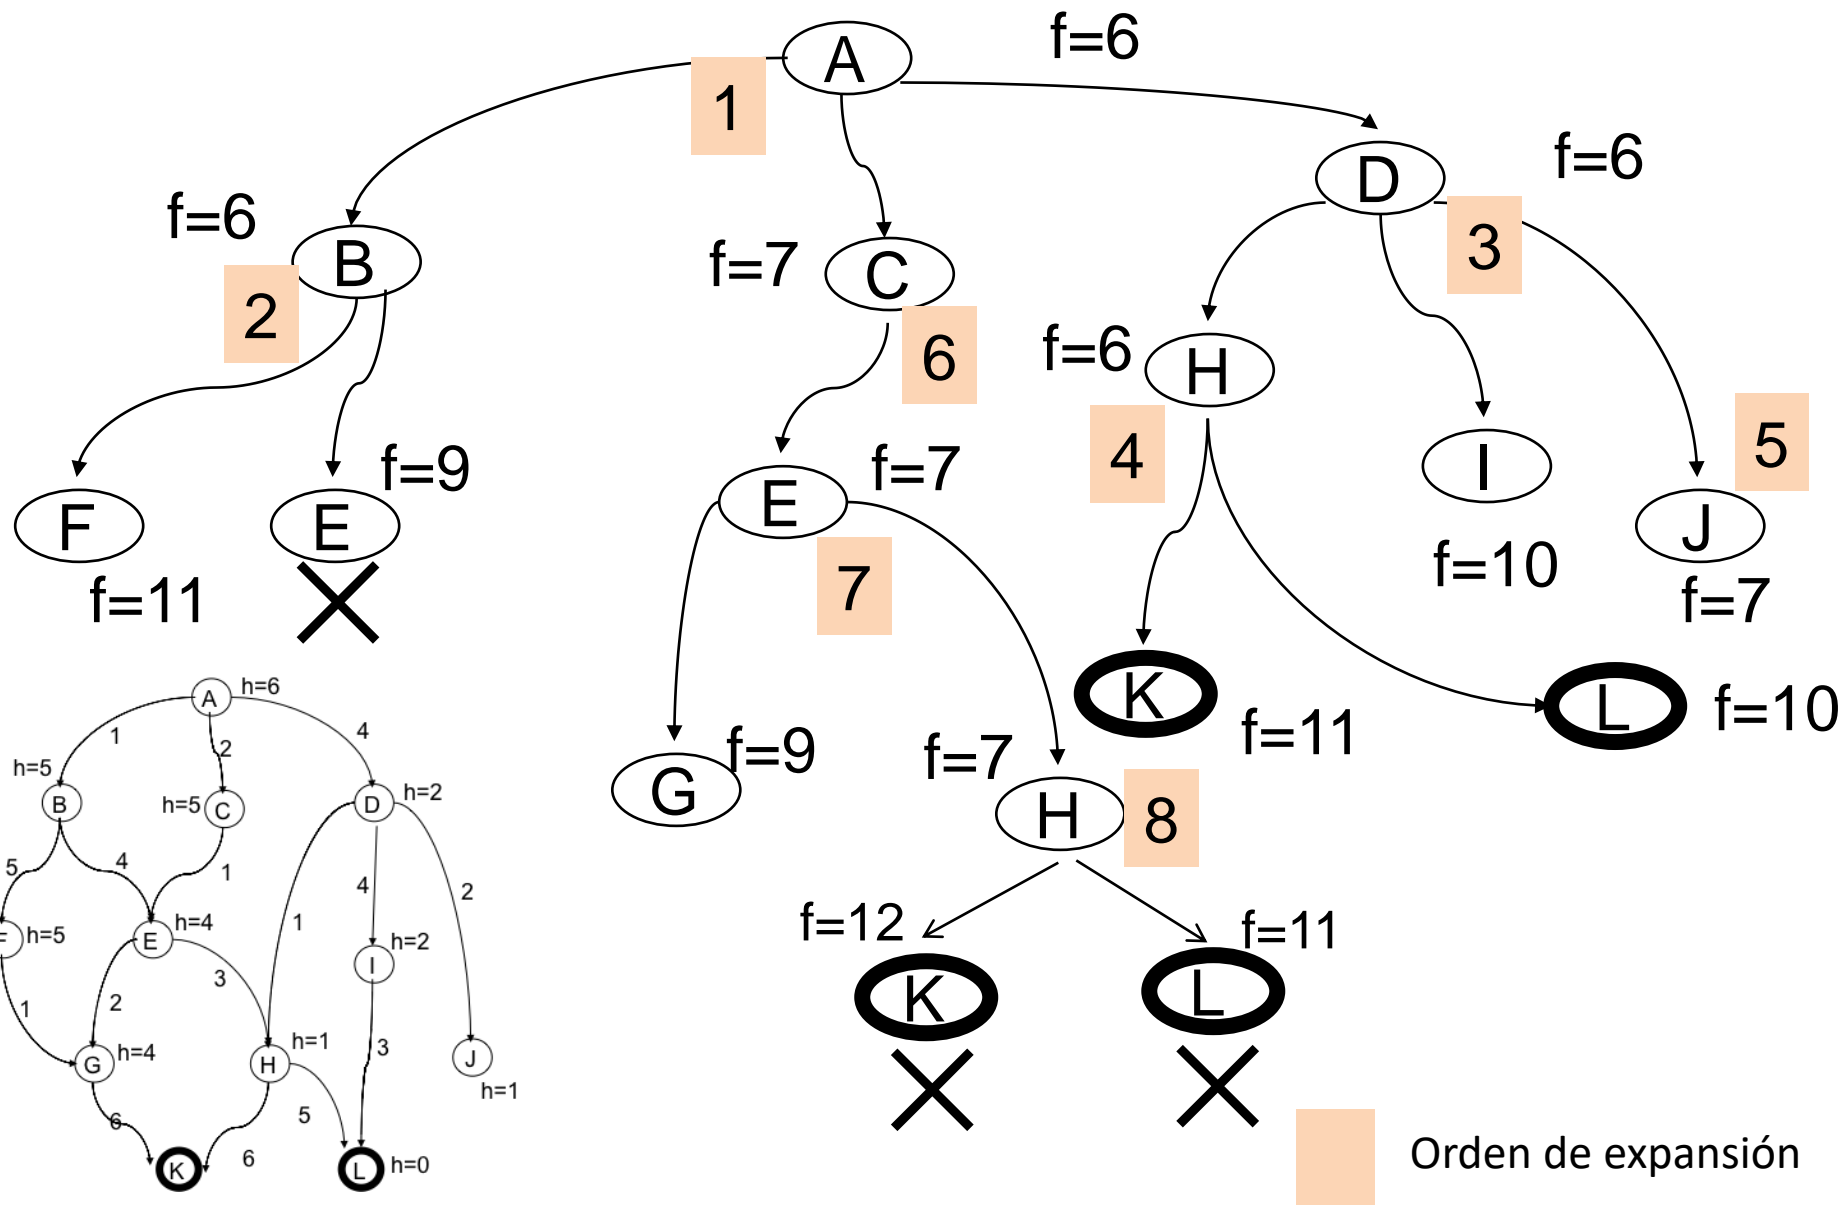 A
f=6
1
D
f=6
3
f=6
B
2
f=7
C
6
f=6
H
4
I
f=10
5
J
f=7
F
f=11
E
f=9
E
f=7
7
K
f=11
L
f=10
G
f=9
f=7
H
8
f=12
K
f=11
L
A
h=6
1
2
4
h=5
B
h=5
C
D
h=2
5
4
1
1
4
2
F
h=5
E
h=4
I
h=2
1
2
3
3
G
h=4
H
h=1
J
h=1
6
6
5
K
L
h=0
Orden de expansión